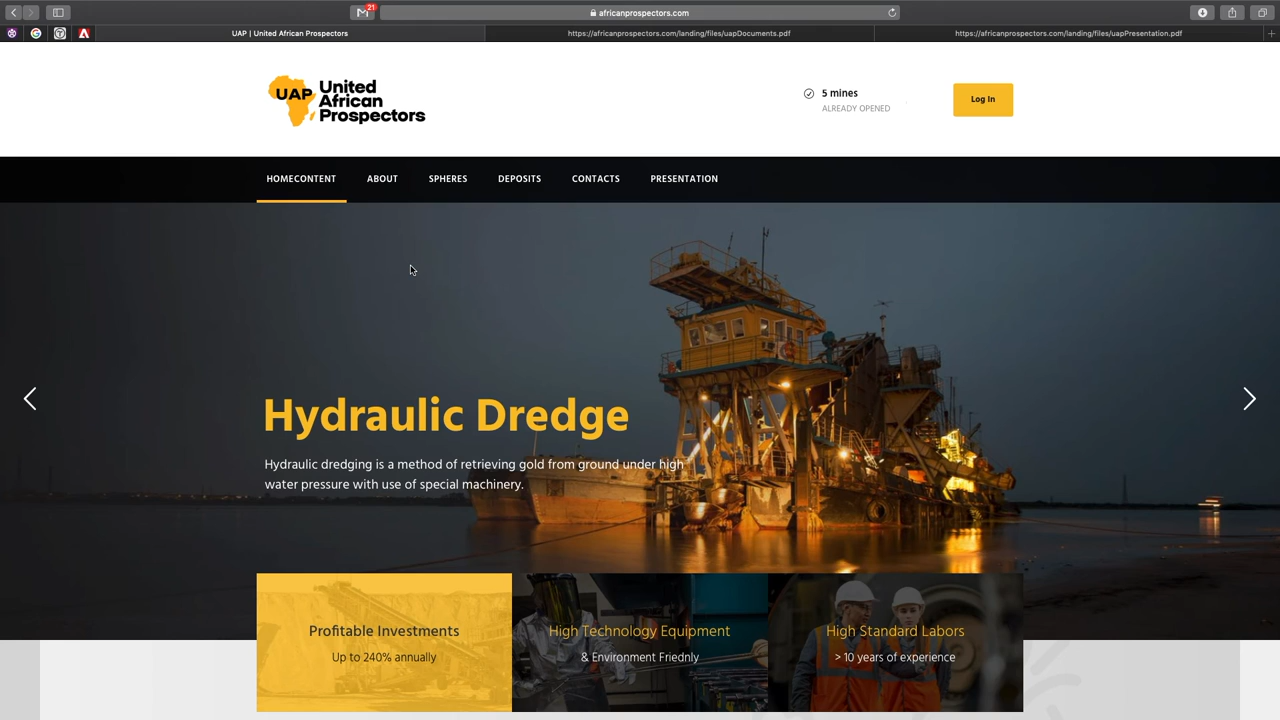 21
africanprospectors.com
UAP | United African Prospectors
https://africanprospectors.com/landing/files/uapDocuments.pdf
https://africanprospectors.com/landing/files/uapPresentation.pdf
UAP
United
African
Prospectors
5 mines
ALREADY OPENED
Log In
HOMECONTENT
ABOUT
SPHERES
DEPOSITS
CONTACTS
PRESENTATION
Hydraulic Dredge
Hydraulic dredging is a method of retrieving gold from ground under high
water pressure with use of special machinery.
Profitable Investments
Up to 240% annually
High Technology Equipment
& Environment Friednly
High Standard Labors
> 10 years of experience